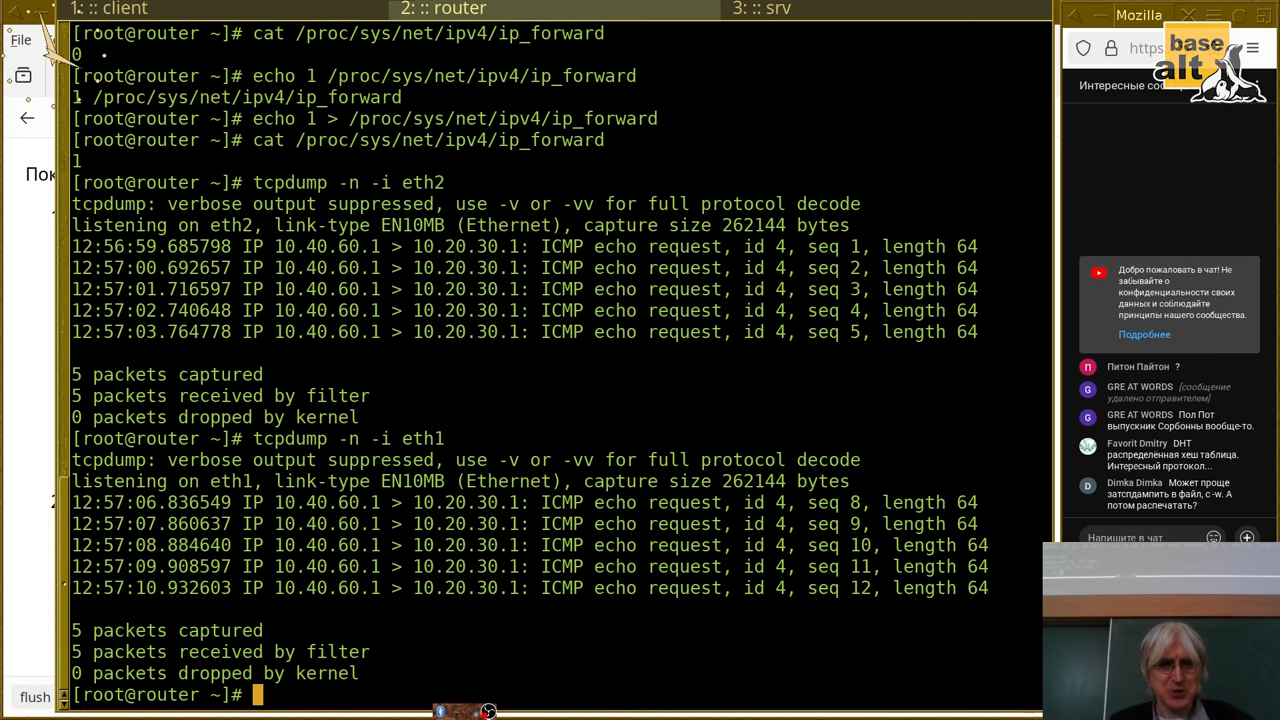 1: :: client
2: :: router
3: :: srv
[root@router ~]# cat /proc/sys/net/ipv4/ip_forward
0
[root@router ~]# echo 1 /proc/sys/net/ipv4/ip_forward
1 /proc/sys/net/ipv4/ip_forward
[root@router ~]# echo 1 > /proc/sys/net/ipv4/ip_forward
[root@router ~]# cat /proc/sys/net/ipv4/ip_forward
1
[root@router ~]# tcpdump -n -i eth2
tcpdump: verbose output suppressed, use -v or -vv for full protocol decode
listening on eth2, link-type EN10MB (Ethernet), capture size 262144 bytes
12:56:59.685798 IP 10.40.60.1 > 10.20.30.1: ICMP echo request, id 4, seq 1, length 64
12:57:00.692657 IP 10.40.60.1 > 10.20.30.1: ICMP echo request, id 4, seq 2, length 64
12:57:01.716597 IP 10.40.60.1 > 10.20.30.1: ICMP echo request, id 4, seq 3, length 64
12:57:02.740648 IP 10.40.60.1 > 10.20.30.1: ICMP echo request, id 4, seq 4, length 64
12:57:03.764778 IP 10.40.60.1 > 10.20.30.1: ICMP echo request, id 4, seq 5, length 64
5 packets captured
5 packets received by filter
0 packets dropped by kernel
[root@router ~]# tcpdump -n -i eth1
tcpdump: verbose output suppressed, use -v or -vv for full protocol decode
listening on eth1, link-type EN10MB (Ethernet), capture size 262144 bytes
12:57:06.836549 IP 10.40.60.1 > 10.20.30.1: ICMP echo request, id 4, seq 8, length 64
12:57:07.860637 IP 10.40.60.1 > 10.20.30.1: ICMP echo request, id 4, seq 9, length 64
12:57:08.884640 IP 10.40.60.1 > 10.20.30.1: ICMP echo request, id 4, seq 10, length 64
12:57:09.908597 IP 10.40.60.1 > 10.20.30.1: ICMP echo request, id 4, seq 11, length 64
12:57:10.932603 IP 10.40.60.1 > 10.20.30.1: ICMP echo request, id 4, seq 12, length 64
5 packets captured
5 packets received by filter
0 packets dropped by kernel
[root@router ~]#
File
Пок
2
flush
Mozilla
https
base
alt
Интересные
Добро пожаловать в чат! Не
забывайте о
конфиденциальности своих
данных и соблюдайте
принципы нашего сообщества.
Подробнее
П Питон Пайтон ?
G GRE AT WORDS [сообщение
удалено отправителем]
G GRE AT WORDS Пол Пот
выпускник Сорбонны вообще-то.
Favorit Dmitry DHT
распределённая хеш таблица.
Интересный протокол...
D Dimka Dimka Может проще
затспдампить в файл, с -w. А
потом распечатать?
Напишите в чат